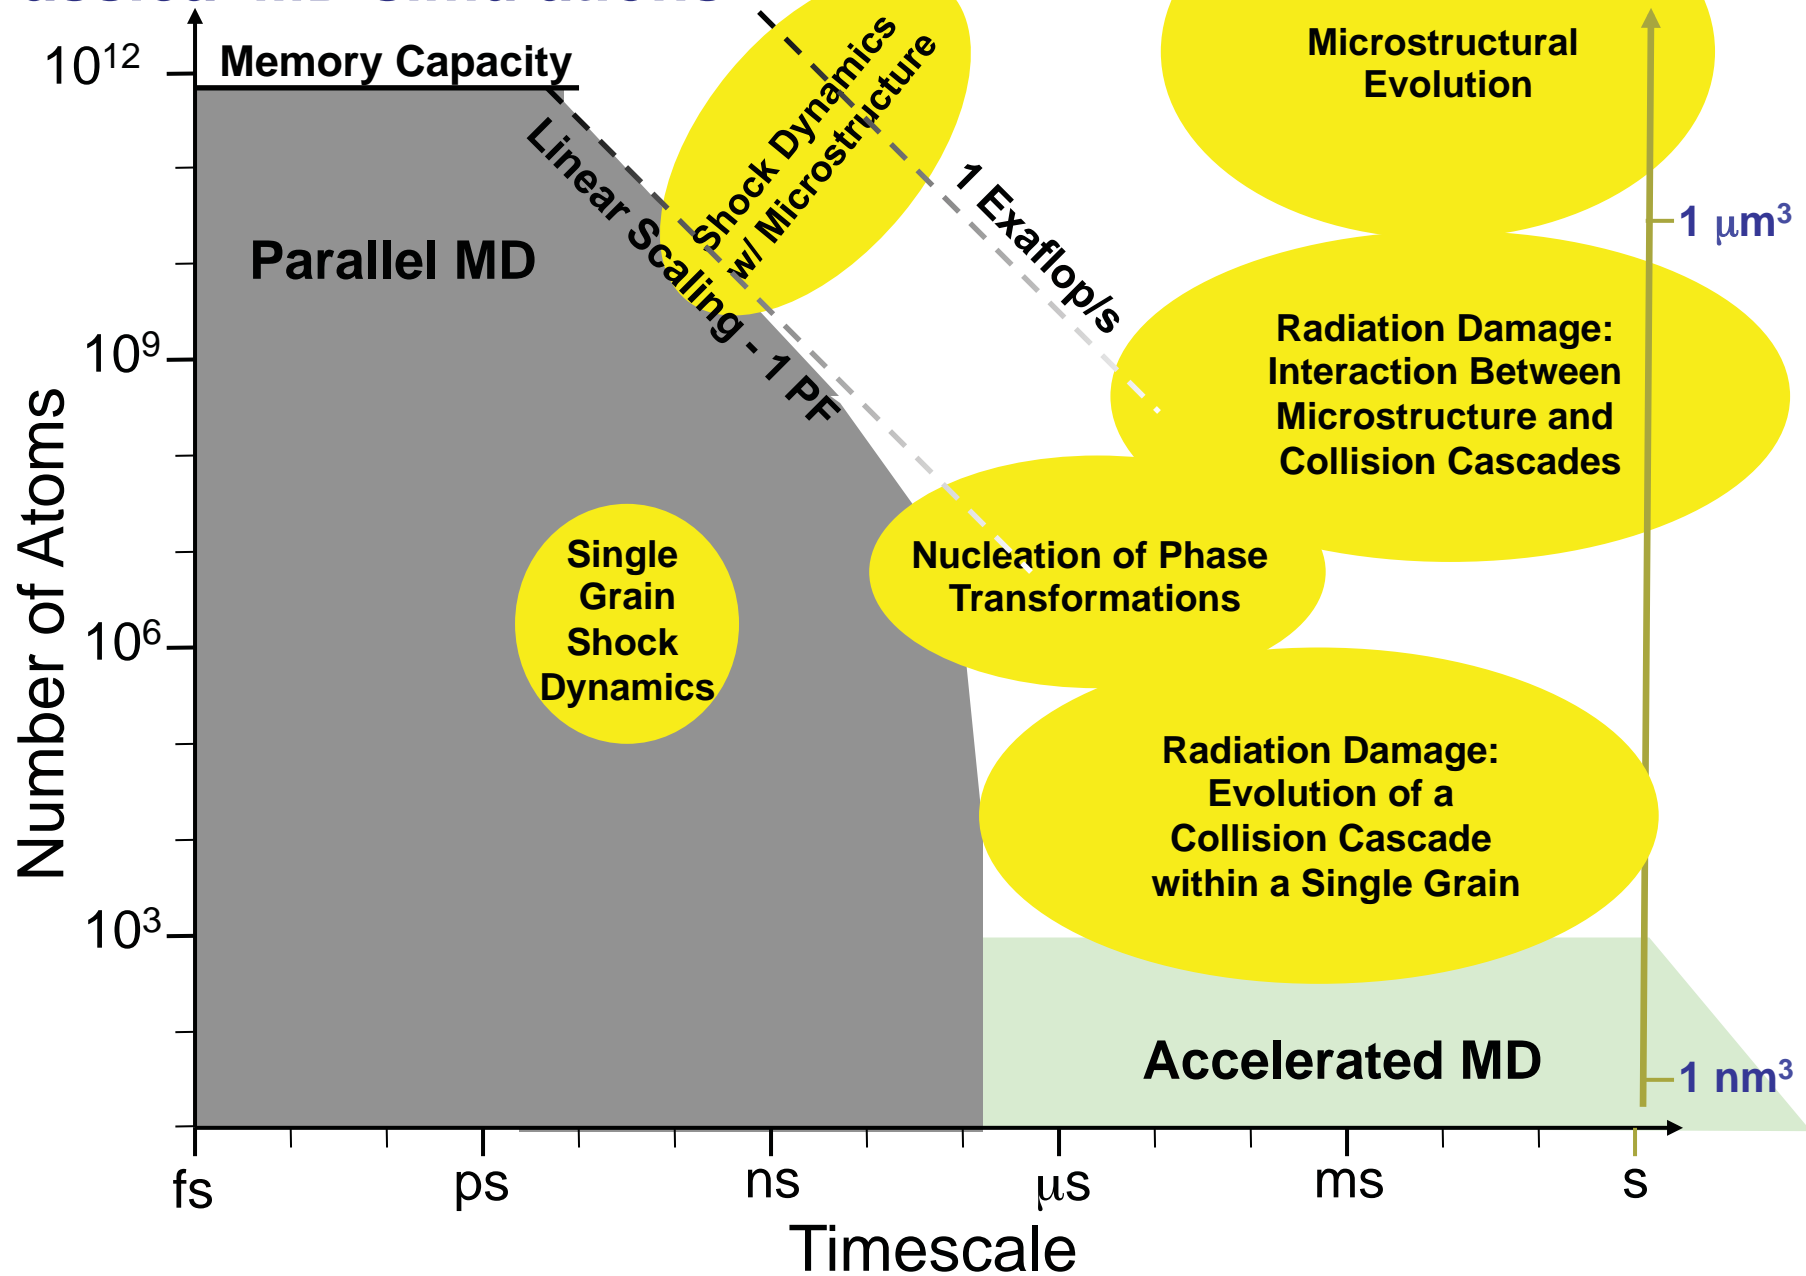 10¹²
Memory Capacity
Shock Dynamics
w/ Microstructure
Microstructural
Evolution
Linear Scaling - 1 PF
1 Exaflop/s
1 μm³
Parallel MD
10⁹
Radiation Damage:
Interaction Between
Microstructure and
Collision Cascades
Number of Atoms
Single
Grain
Shock
Dynamics
Nucleation of Phase
Transformations
10⁶
Radiation Damage:
Evolution of a
Collision Cascade
within a Single Grain
10³
Accelerated MD
1 nm³
fs
ps
ns
μs
ms
s
Timescale